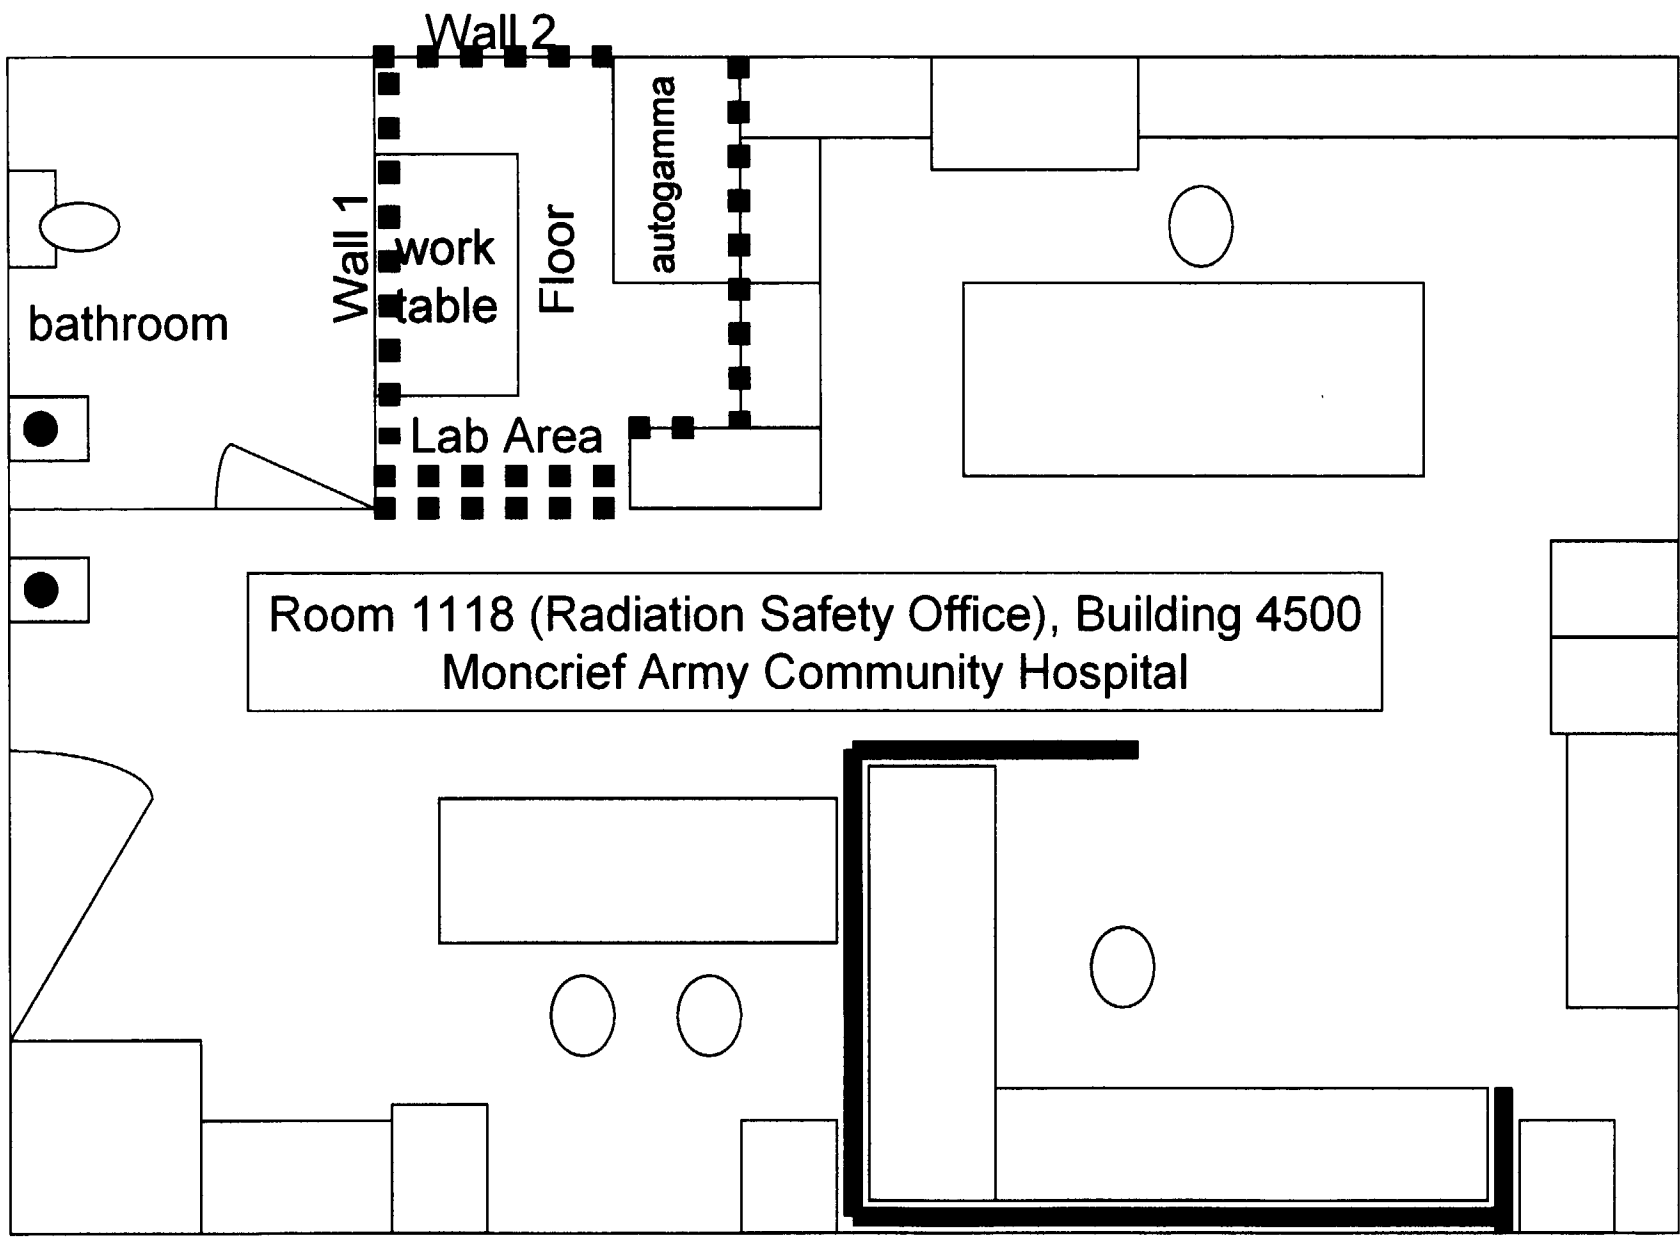 Wall 2
autogamma
Wall 1
work
table
Floor
bathroom
Lab Area
Room 1118 (Radiation Safety Office), Building 4500
Moncrief Army Community Hospital